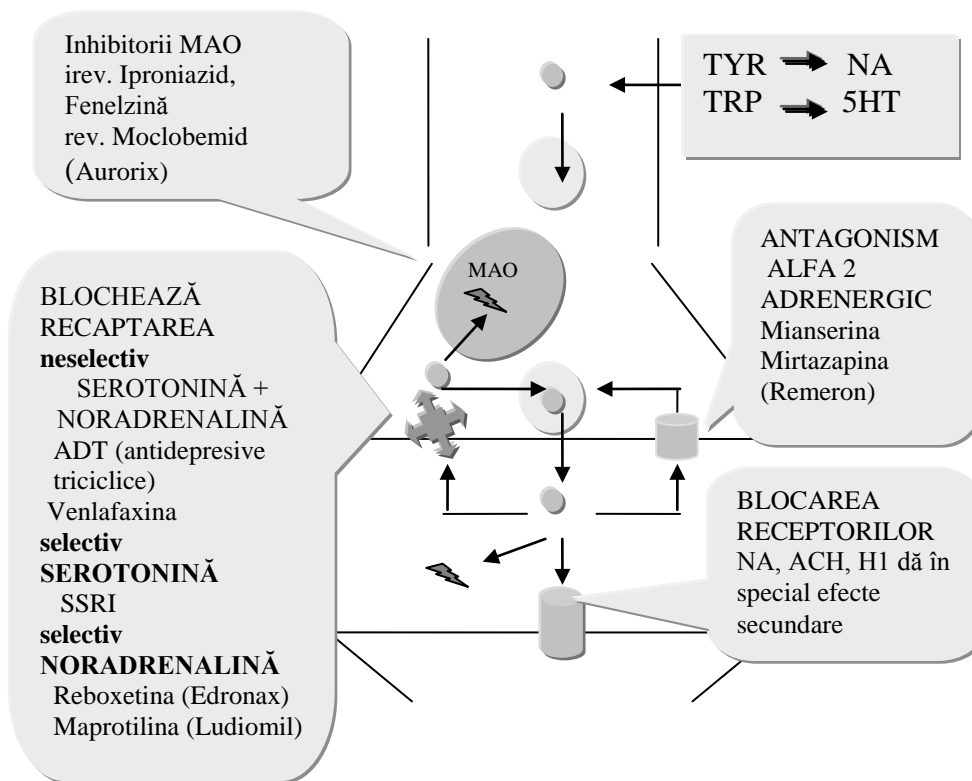 Inhibitorii MAO
irev. Iproniazid,
Fenelzină
rev. Moclobemid
(Aurorix)
TYR NA
TRP 5HT
MAO
ANTAGONISM
ALFA 2
ADRENERGIC
Mianserina
Mirtazapina
(Remeron)
BLOCHEAZĂ
RECAPTAREA
neselectiv
SEROTONINĂ +
NORADRENALINĂ
ADT (antidepresive
triciclice)
Venlafaxina
selectiv
SEROTONINĂ
SSRI
selectiv
NORADRENALINĂ
Reboxetina (Edronax)
Maprotilina (Ludiomil)
BLOCAREA
RECEPTORILOR
NA, ACH, H1 dă în
special efecte
secundare